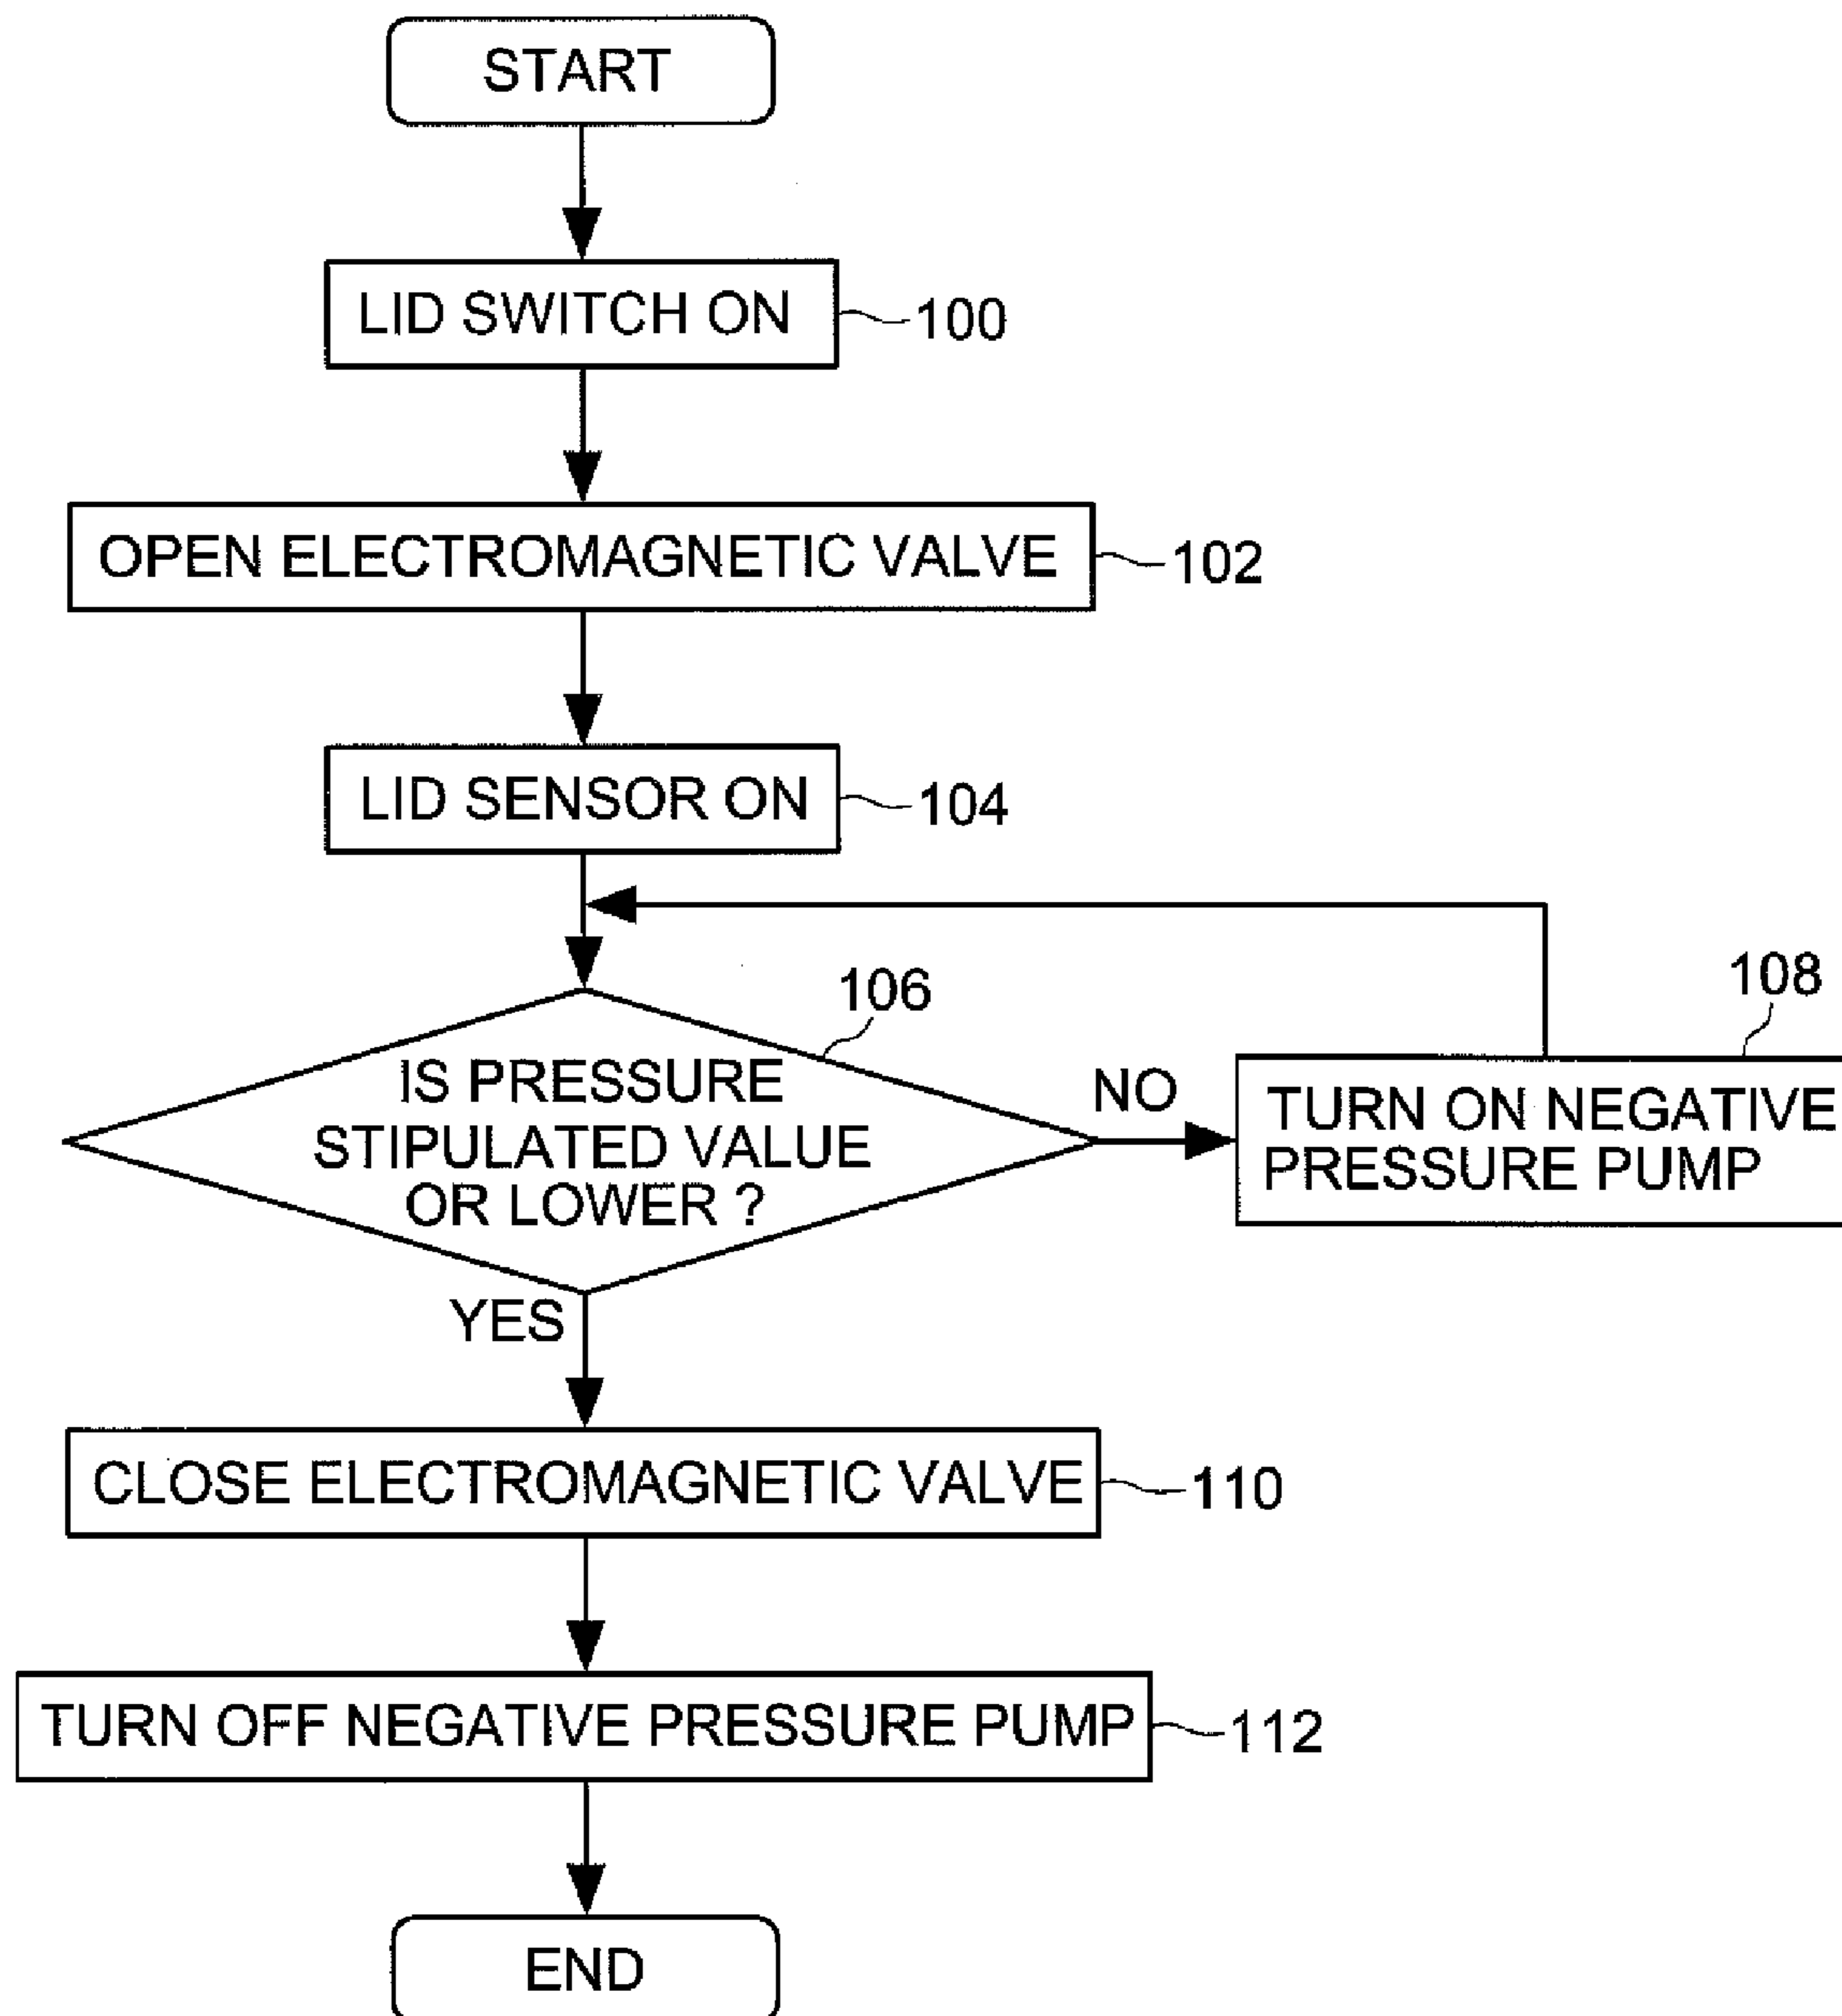 START
LID SWITCH ON
100
OPEN ELECTROMAGNETIC VALVE
102
LID SENSOR ON
104
106
IS PRESSURE
STIPULATED VALUE
OR LOWER ?
NO
108
TURN ON NEGATIVE
PRESSURE PUMP
YES
CLOSE ELECTROMAGNETIC VALVE
110
TURN OFF NEGATIVE PRESSURE PUMP
112
END